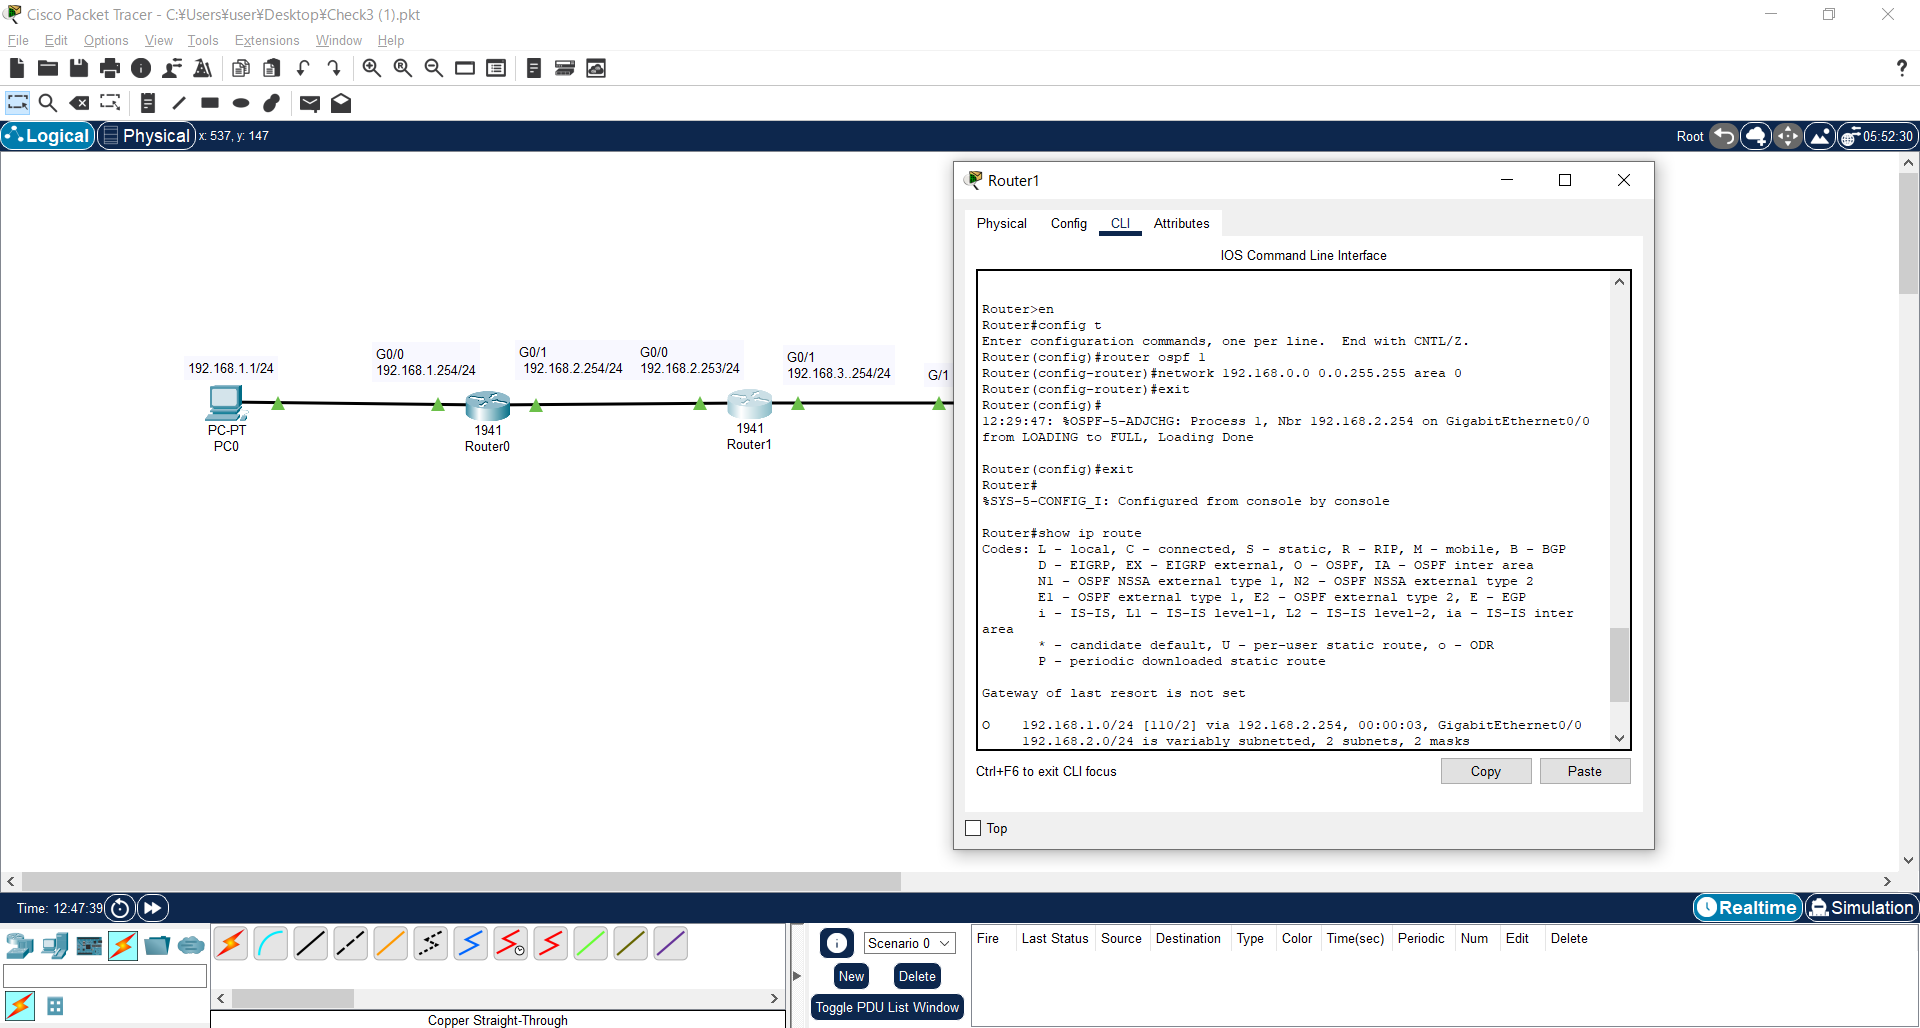 Cisco Packet Tracer - C:¥Users¥user¥Desktop¥Check3 (1).pkt
File Edit Options View Tools Extensions Window Help
?
Logical Physical x: 537, y: 147
Root 05:52:30
192.168.1.1/24
PC-PT
PC0
G0/0
192.168.1.254/24
1941
Router0
G0/1
192.168.2.254/24
G0/0
192.168.2.253/24
1941
Router1
G0/1
192.168.3..254/24
G/1
Router1
Physical Config CLI Attributes
IOS Command Line Interface
Router>en
Router#config t
Enter configuration commands, one per line.  End with CNTL/Z.
Router(config)#router ospf 1
Router(config-router)#network 192.168.0.0 0.0.255.255 area 0
Router(config-router)#exit
Router(config)#
12:29:47: %OSPF-5-ADJCHG: Process 1, Nbr 192.168.2.254 on GigabitEthernet0/0
from LOADING to FULL, Loading Done
Router(config)#exit
Router#
%SYS-5-CONFIG_I: Configured from console by console
Router#show ip route
Codes: L - local, C - connected, S - static, R - RIP, M - mobile, B - BGP
D - EIGRP, EX - EIGRP external, O - OSPF, IA - OSPF inter area
N1 - OSPF NSSA external type 1, N2 - OSPF NSSA external type 2
E1 - OSPF external type 1, E2 - OSPF external type 2, E - EGP
i - IS-IS, L1 - IS-IS level-1, L2 - IS-IS level-2, ia - IS-IS inter
area
* - candidate default, U - per-user static route, o - ODR
P - periodic downloaded static route
Gateway of last resort is not set
O    192.168.1.0/24 [110/2] via 192.168.2.254, 00:00:03, GigabitEthernet0/0
192.168.2.0/24 is variably subnetted, 2 subnets, 2 masks
Ctrl+F6 to exit CLI focus
Copy Paste
Top
Time: 12:47:39
Realtime Simulation
Copper Straight-Through
Scenario 0
New Delete
Toggle PDU List Window
Fire Last Status Source Destination Type Color Time(sec) Periodic Num Edit Delete